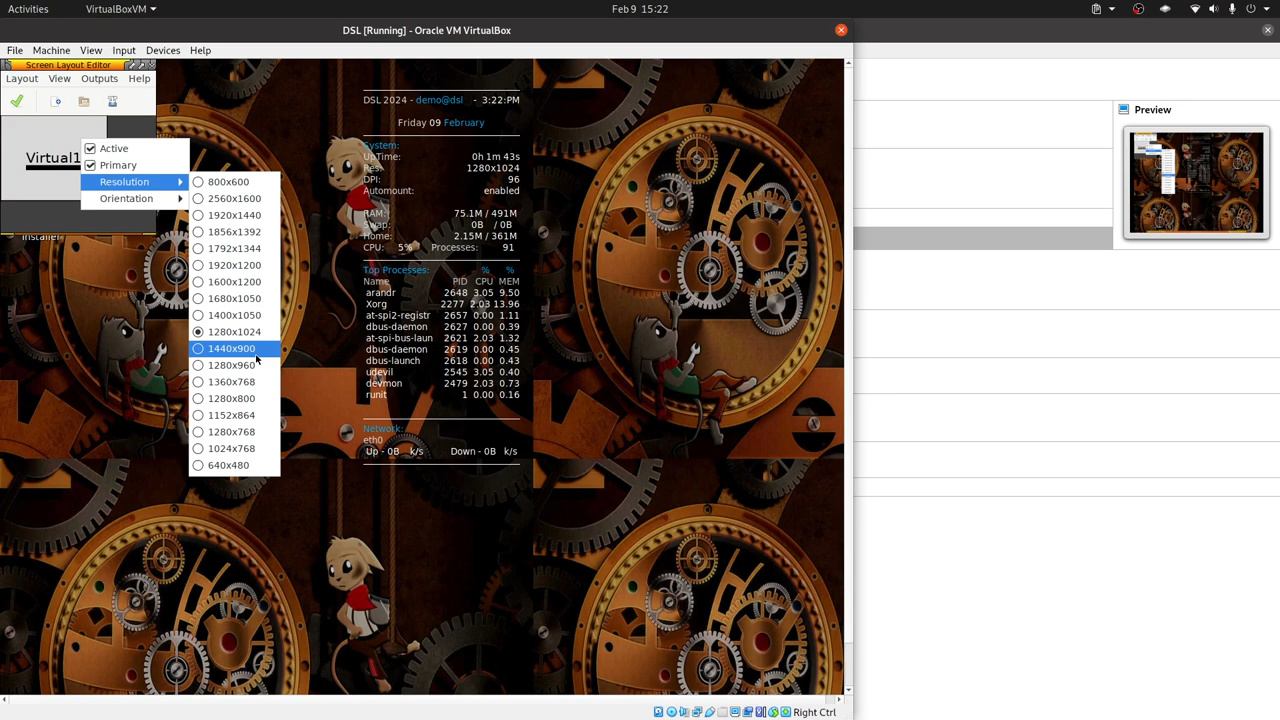 Activities
VirtualBoxVM
Feb 9 15:22
DSL [Running] - Oracle VM VirtualBox
File Machine View Input Devices Help
Screen Layout Editor
Layout View Outputs Help
Virtual1
Active
Primary
Resolution
Orientation
800x600
2560x1600
1920x1440
1856x1392
1792x1344
1920x1200
1600x1200
1680x1050
1400x1050
1280x1024
1440x900
1280x960
1360x768
1280x800
1152x864
1280x768
1024x768
640x480
Installer
DSL 2024 - demo@dsl - 3:22:PM
Friday 09 February
System:
UpTime: 0h 1m 43s
Res: 1280x1024
DPI: 96
Automount: enabled
RAM: 75.1M / 491M
Swap: 0B / 0B
Home: 2.15M / 361M
CPU: 5% Processes: 91
Top Processes: % %
Name PID CPU MEM
arandr 2648 3.05 9.50
Xorg 2277 2.03 13.96
at-spi2-registr 2657 0.00 1.11
dbus-daemon 2627 0.00 0.39
at-spi-bus-laun 2621 2.03 1.32
dbus-daemon 2619 0.00 0.45
dbus-launch 2618 0.00 0.43
udevil 2545 3.05 0.40
devmon 2479 2.03 0.73
runit 1 0.00 0.16
Network:
eth0
Up - 0B k/s Down - 0B k/s
Preview
Right Ctrl